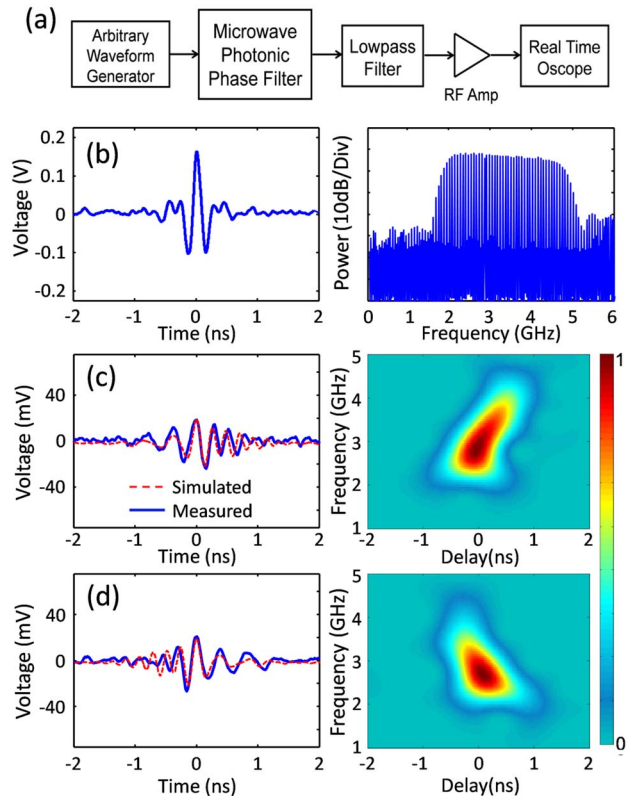 (a)
Arbitrary
Waveform
Generator
Microwave
Photonic
Phase Filter
Lowpass
Filter
RF Amp
Real Time
Oscope
(b)
Voltage (V)
0.2
0.1
0
-0.1
-0.2
-2 -1 0 1 2
Time (ns)
Power (10dB/Div)
0 1 2 3 4 5 6
Frequency (GHz)
(c)
Voltage (mV)
40
0
-40
Simulated
Measured
-2 -1 0 1 2
Time (ns)
Frequency (GHz)
5
4
3
2
1
-2 -1 0 1 2
Delay(ns)
(d)
Voltage (mV)
40
0
-40
-2 -1 0 1 2
Time (ns)
Frequency (GHz)
5
4
3
2
1
-2 -1 0 1 2
Delay(ns)
1
0